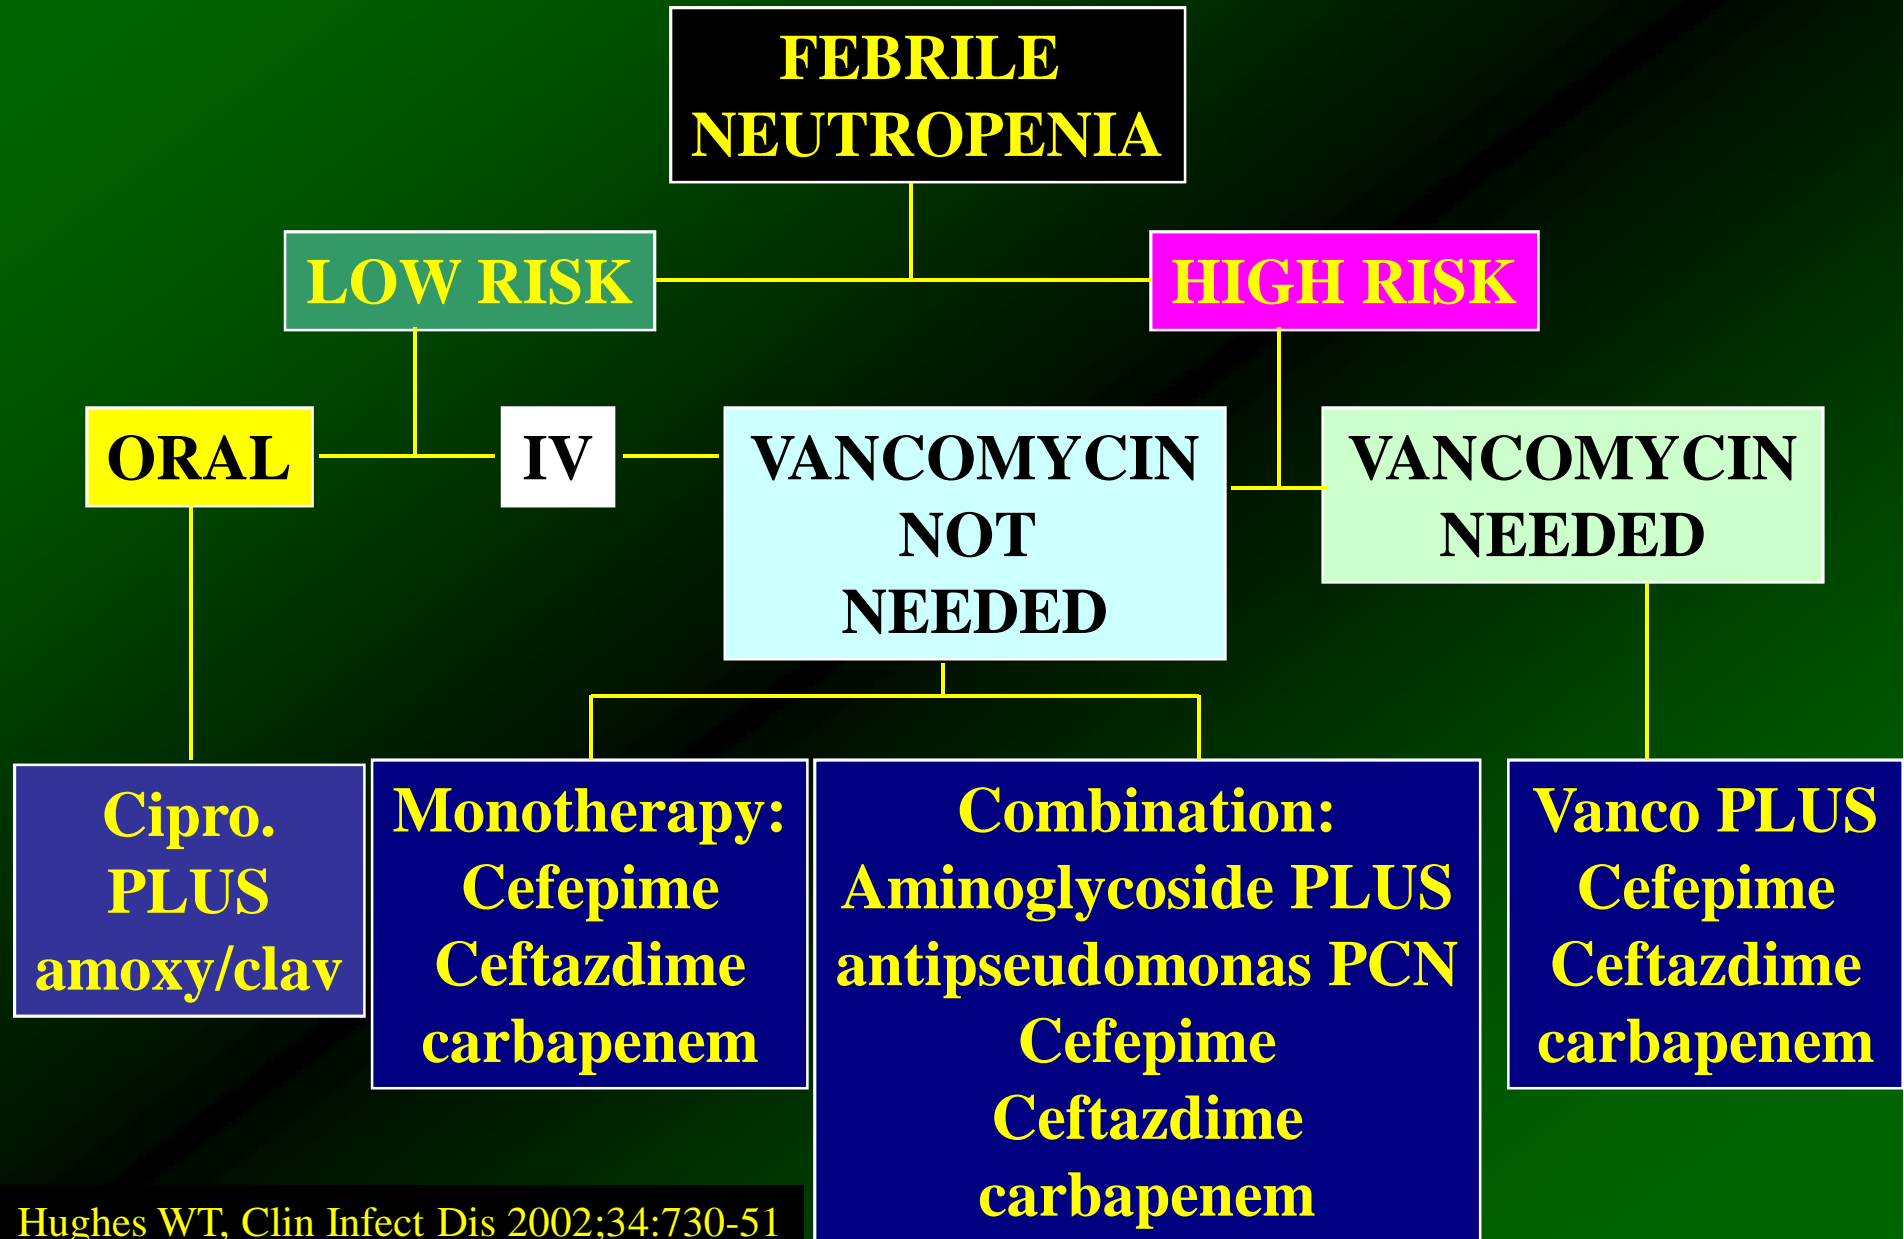 FEBRILE
NEUTROPENIA
LOW RISK
HIGH RISK
ORAL
IV
VANCOMYCIN
NOT
NEEDED
VANCOMYCIN
NEEDED
Cipro.
PLUS
amoxy/clav
Monotherapy:
Cefepime
Ceftazdime
carbapenem
Combination:
Aminoglycoside PLUS
antipseudomonas PCN
Cefepime
Ceftazdime
carbapenem
Vanco PLUS
Cefepime
Ceftazdime
carbapenem
Hughes WT, Clin Infect Dis 2002;34:730-51